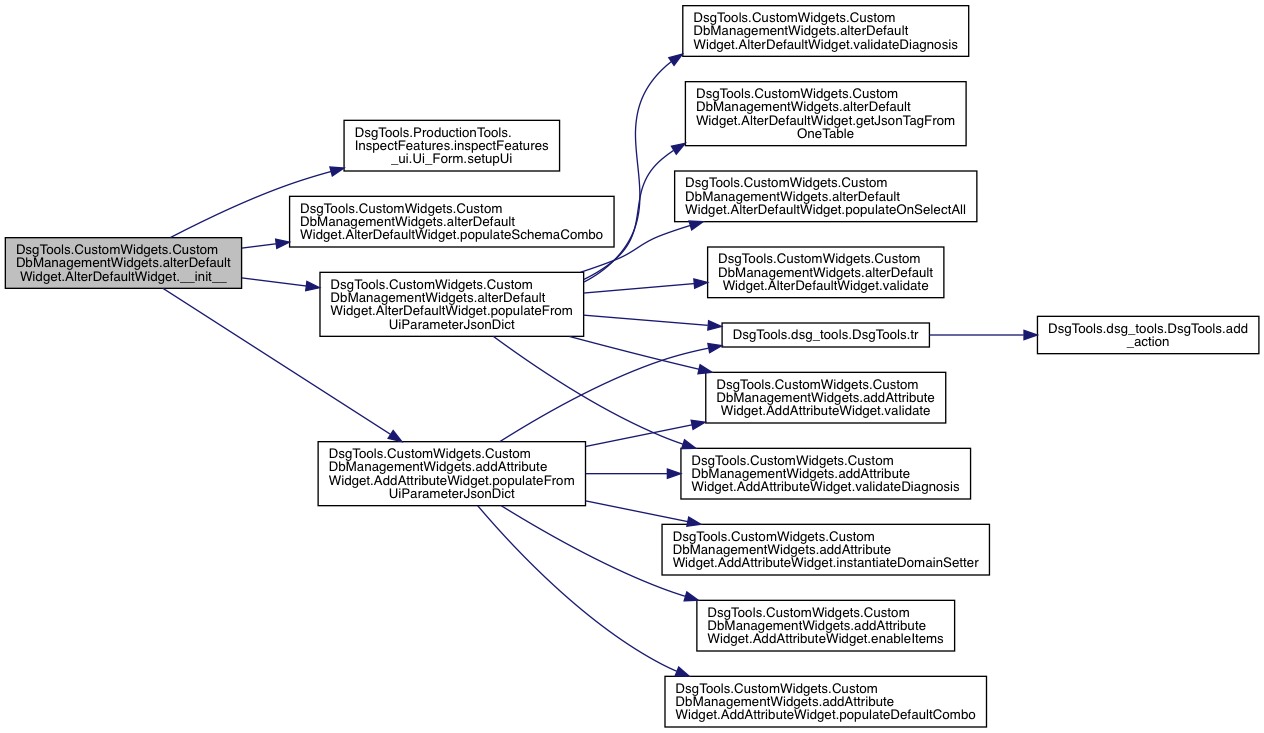 DsgTools.CustomWidgets.Custom
DbManagementWidgets.alterDefault
Widget.AlterDefaultWidget.__init__
DsgTools.ProductionTools.
InspectFeatures.inspectFeatures
_ui.Ui_Form.setupUi
DsgTools.CustomWidgets.Custom
DbManagementWidgets.alterDefault
Widget.AlterDefaultWidget.populateSchemaCombo
DsgTools.CustomWidgets.Custom
DbManagementWidgets.alterDefault
Widget.AlterDefaultWidget.populateFrom
UiParameterJsonDict
DsgTools.CustomWidgets.Custom
DbManagementWidgets.addAttribute
Widget.AddAttributeWidget.populateFrom
UiParameterJsonDict
DsgTools.CustomWidgets.Custom
DbManagementWidgets.alterDefault
Widget.AlterDefaultWidget.validateDiagnosis
DsgTools.CustomWidgets.Custom
DbManagementWidgets.alterDefault
Widget.AlterDefaultWidget.getJsonTagFrom
OneTable
DsgTools.CustomWidgets.Custom
DbManagementWidgets.alterDefault
Widget.AlterDefaultWidget.populateOnSelectAll
DsgTools.CustomWidgets.Custom
DbManagementWidgets.alterDefault
Widget.AlterDefaultWidget.validate
DsgTools.dsg_tools.DsgTools.tr
DsgTools.dsg_tools.DsgTools.add
_action
DsgTools.CustomWidgets.Custom
DbManagementWidgets.addAttribute
Widget.AddAttributeWidget.validate
DsgTools.CustomWidgets.Custom
DbManagementWidgets.addAttribute
Widget.AddAttributeWidget.validateDiagnosis
DsgTools.CustomWidgets.Custom
DbManagementWidgets.addAttribute
Widget.AddAttributeWidget.instantiateDomainSetter
DsgTools.CustomWidgets.Custom
DbManagementWidgets.addAttribute
Widget.AddAttributeWidget.enableItems
DsgTools.CustomWidgets.Custom
DbManagementWidgets.addAttribute
Widget.AddAttributeWidget.populateDefaultCombo